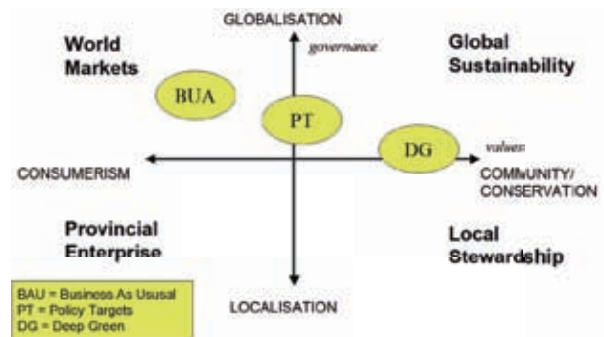 GLOBALISATION
World
Markets
governance
Global
Sustainability
BUA
PT
DG
values
CONSUMERISM
COMMUNITY/
CONSERVATION
Provincial
Enterprise
Local
Stewardship
LOCALISATION
BAU = Business As Ususal
PT = Policy Targets
DG = Deep Green